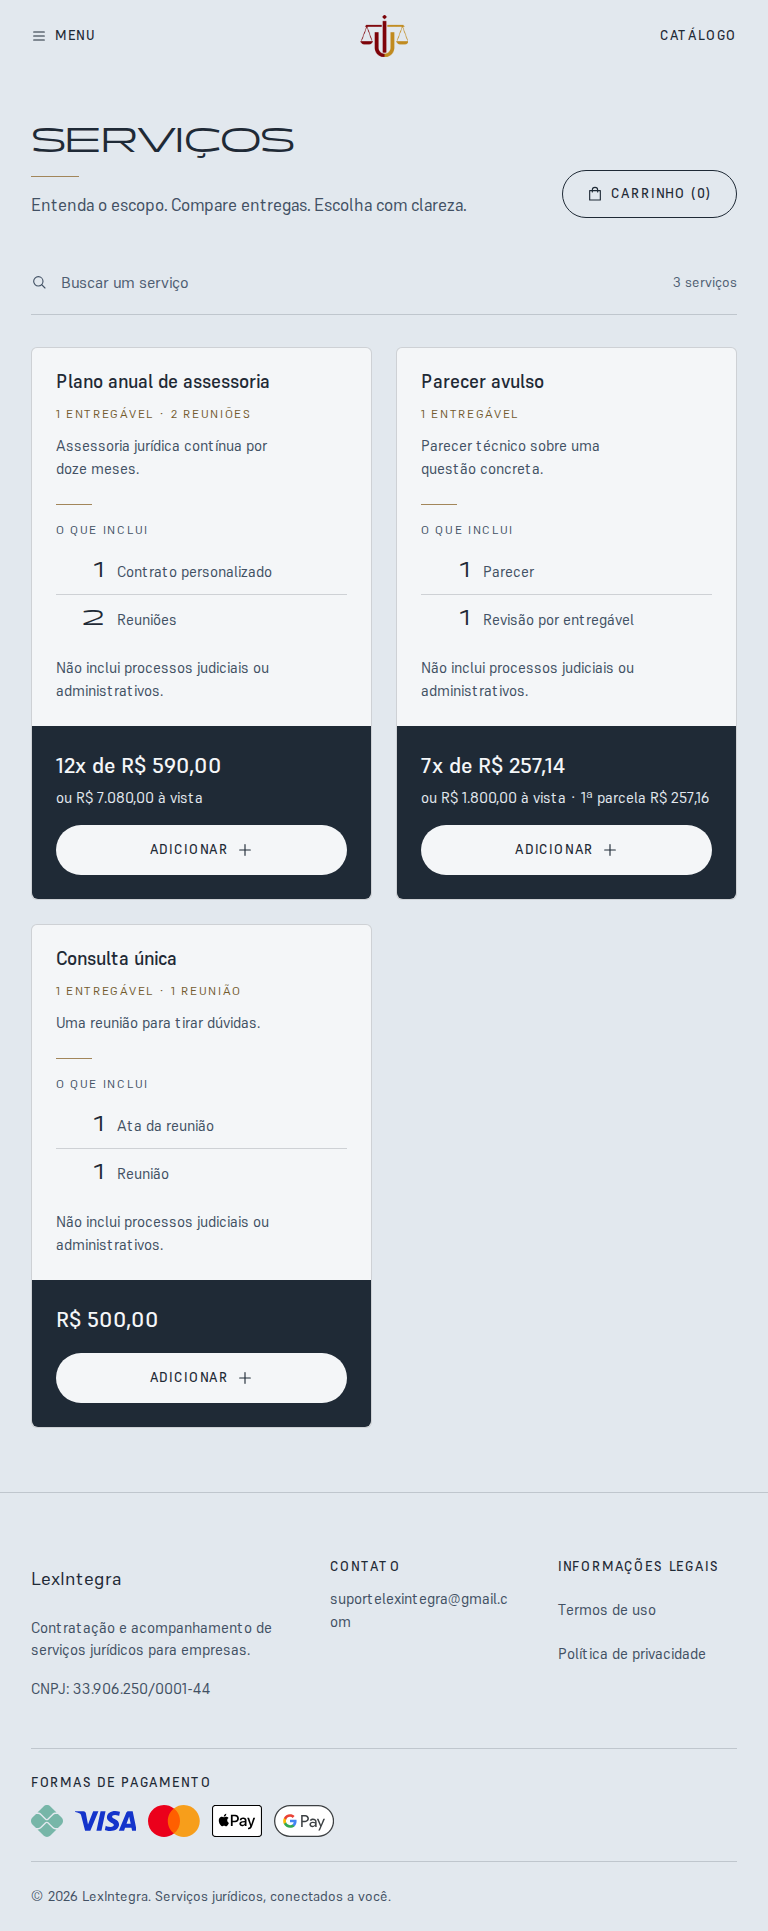 MENU
CATÁLOGO
SERVIÇOS
Entenda o escopo. Compare entregas. Escolha com clareza.
CARRINHO (0)
Buscar um serviço
3 serviços
Plano anual de assessoria
1 ENTREGÁVEL · 2 REUNIÕES
Assessoria jurídica contínua por
doze meses.
O QUE INCLUI
1 Contrato personalizado
2 Reuniões
Não inclui processos judiciais ou
administrativos.
12x de R$ 590,00
ou R$ 7.080,00 à vista
ADICIONAR
Parecer avulso
1 ENTREGÁVEL
Parecer técnico sobre uma
questão concreta.
O QUE INCLUI
1 Parecer
1 Revisão por entregável
Não inclui processos judiciais ou
administrativos.
7x de R$ 257,14
ou R$ 1.800,00 à vista · 1ª parcela R$ 257,16
ADICIONAR
Consulta única
1 ENTREGÁVEL · 1 REUNIÃO
Uma reunião para tirar dúvidas.
O QUE INCLUI
1 Ata da reunião
1 Reunião
Não inclui processos judiciais ou
administrativos.
R$ 500,00
ADICIONAR
LexIntegra
Contratação e acompanhamento de
serviços jurídicos para empresas.
CNPJ: 33.906.250/0001-44
CONTATO
suportelexintegra@gmail.c
om
INFORMAÇÕES LEGAIS
Termos de uso
Política de privacidade
FORMAS DE PAGAMENTO
VISA
Pay
G Pay
© 2026 LexIntegra. Serviços jurídicos, conectados a você.